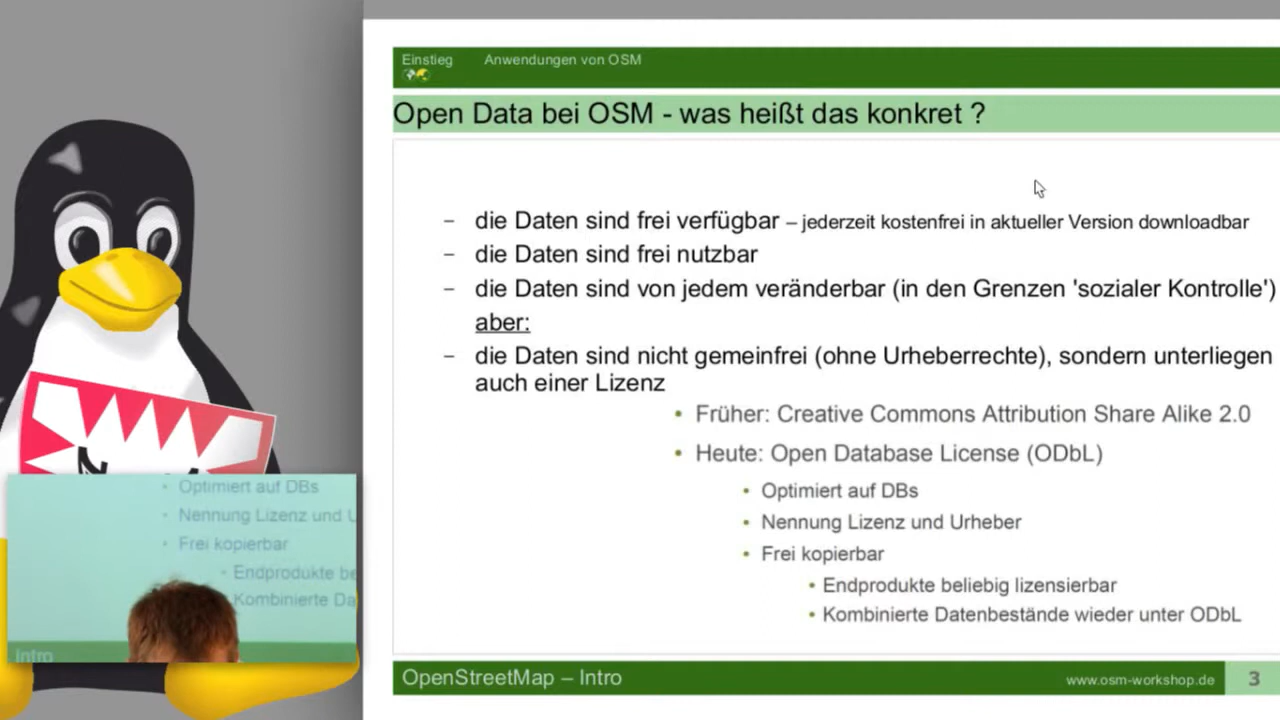 Einstieg Anwendungen von OSM
Open Data bei OSM - was heißt das konkret ?
– die Daten sind frei verfügbar – jederzeit kostenfrei in aktueller Version downloadbar
– die Daten sind frei nutzbar
– die Daten sind von jedem veränderbar (in den Grenzen 'sozialer Kontrolle')
aber:
– die Daten sind nicht gemeinfrei (ohne Urheberrechte), sondern unterliegen
auch einer Lizenz
• Früher: Creative Commons Attribution Share Alike 2.0
• Heute: Open Database License (ODbL)
• Optimiert auf DBs
• Nennung Lizenz und Urheber
• Frei kopierbar
• Endprodukte beliebig lizensierbar
• Kombinierte Datenbestände wieder unter ODbL
OpenStreetMap – Intro www.osm-workshop.de 3
• Optimiert auf DBs
• Nennung Lizenz und U
• Frei kopierbar
• Endprodukte be
Kombinierte Da
Intro